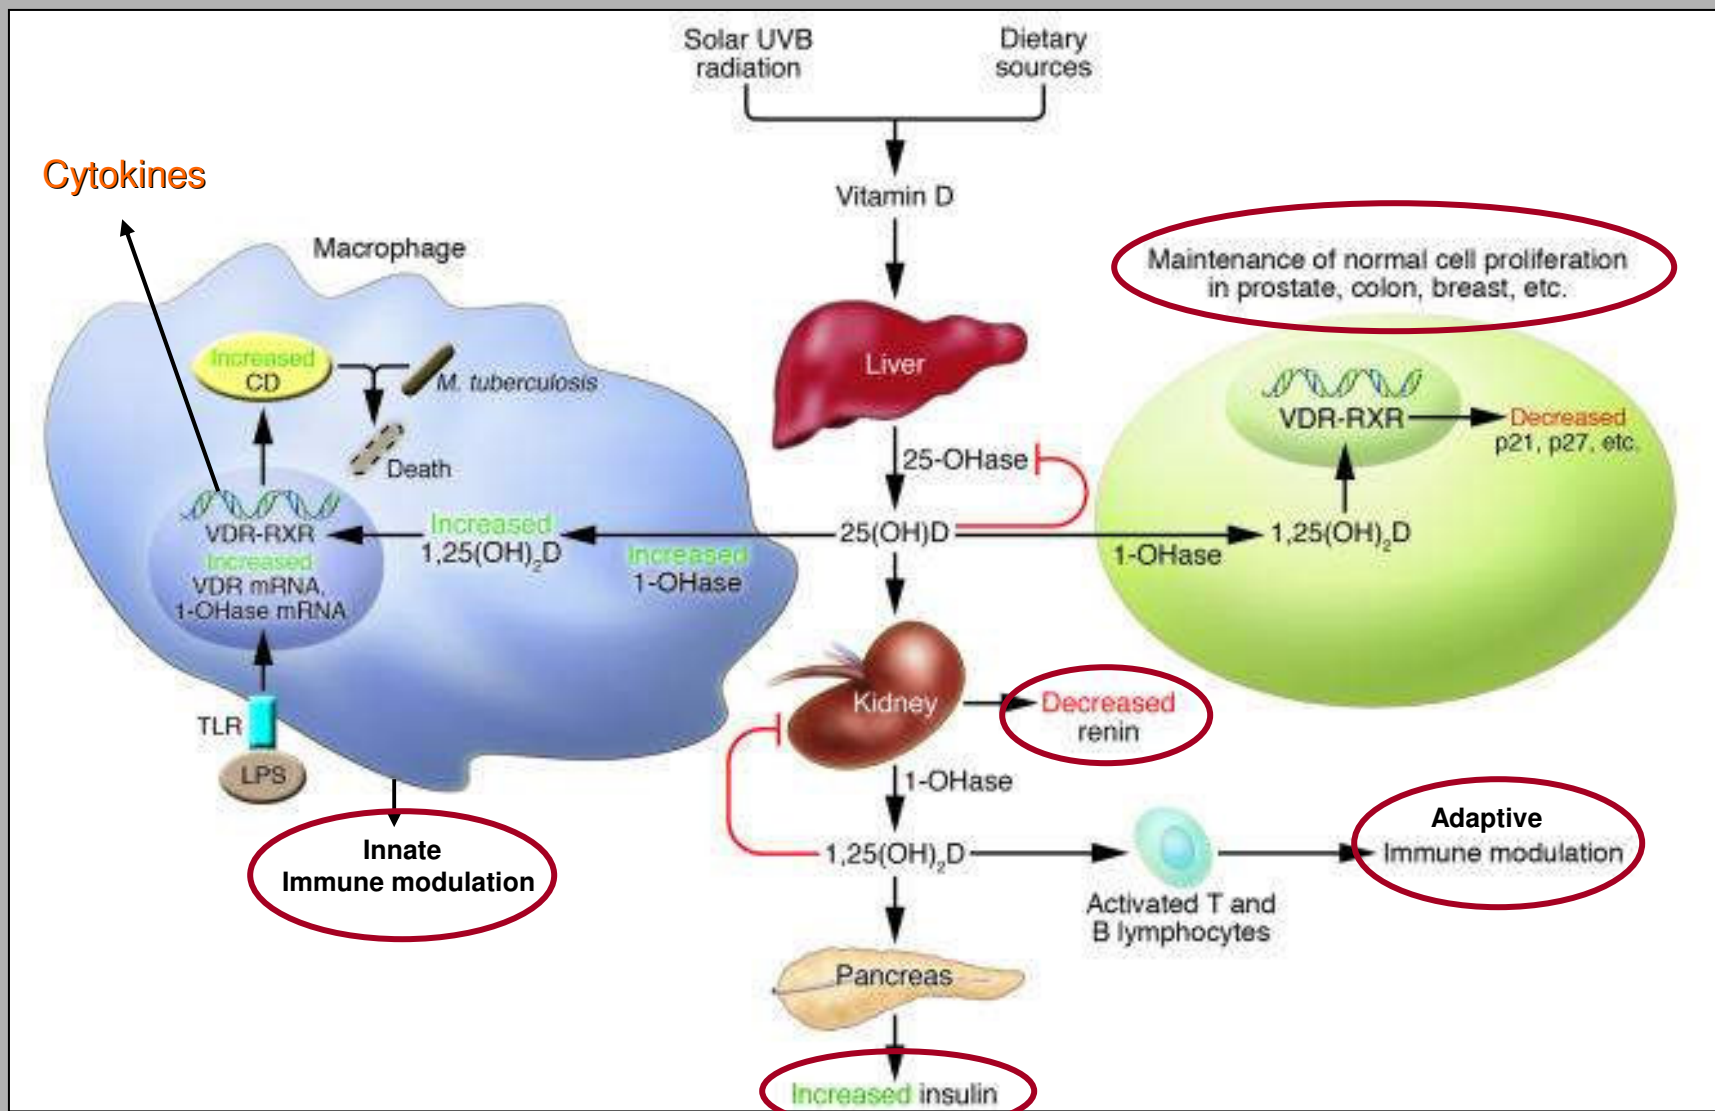 Solar UVB
radiation
Dietary
sources
Vitamin D
Cytokines
Macrophage
Maintenance of normal cell proliferation
in prostate, colon, breast, etc.
Increased
CD
M. tuberculosis
Death
Liver
VDR-RXR
Decreased
p21, p27, etc.
25-OHase
VDR-RXR
Increased
VDR mRNA,
1-OHase mRNA
Increased
1,25(OH)₂D
Increased
1-OHase
25(OH)D
1-OHase
1,25(OH)₂D
TLR
LPS
Kidney
Decreased
renin
1-OHase
Innate
Immune modulation
1,25(OH)₂D
Activated T and
B lymphocytes
Adaptive
Immune modulation
Pancreas
Increased insulin